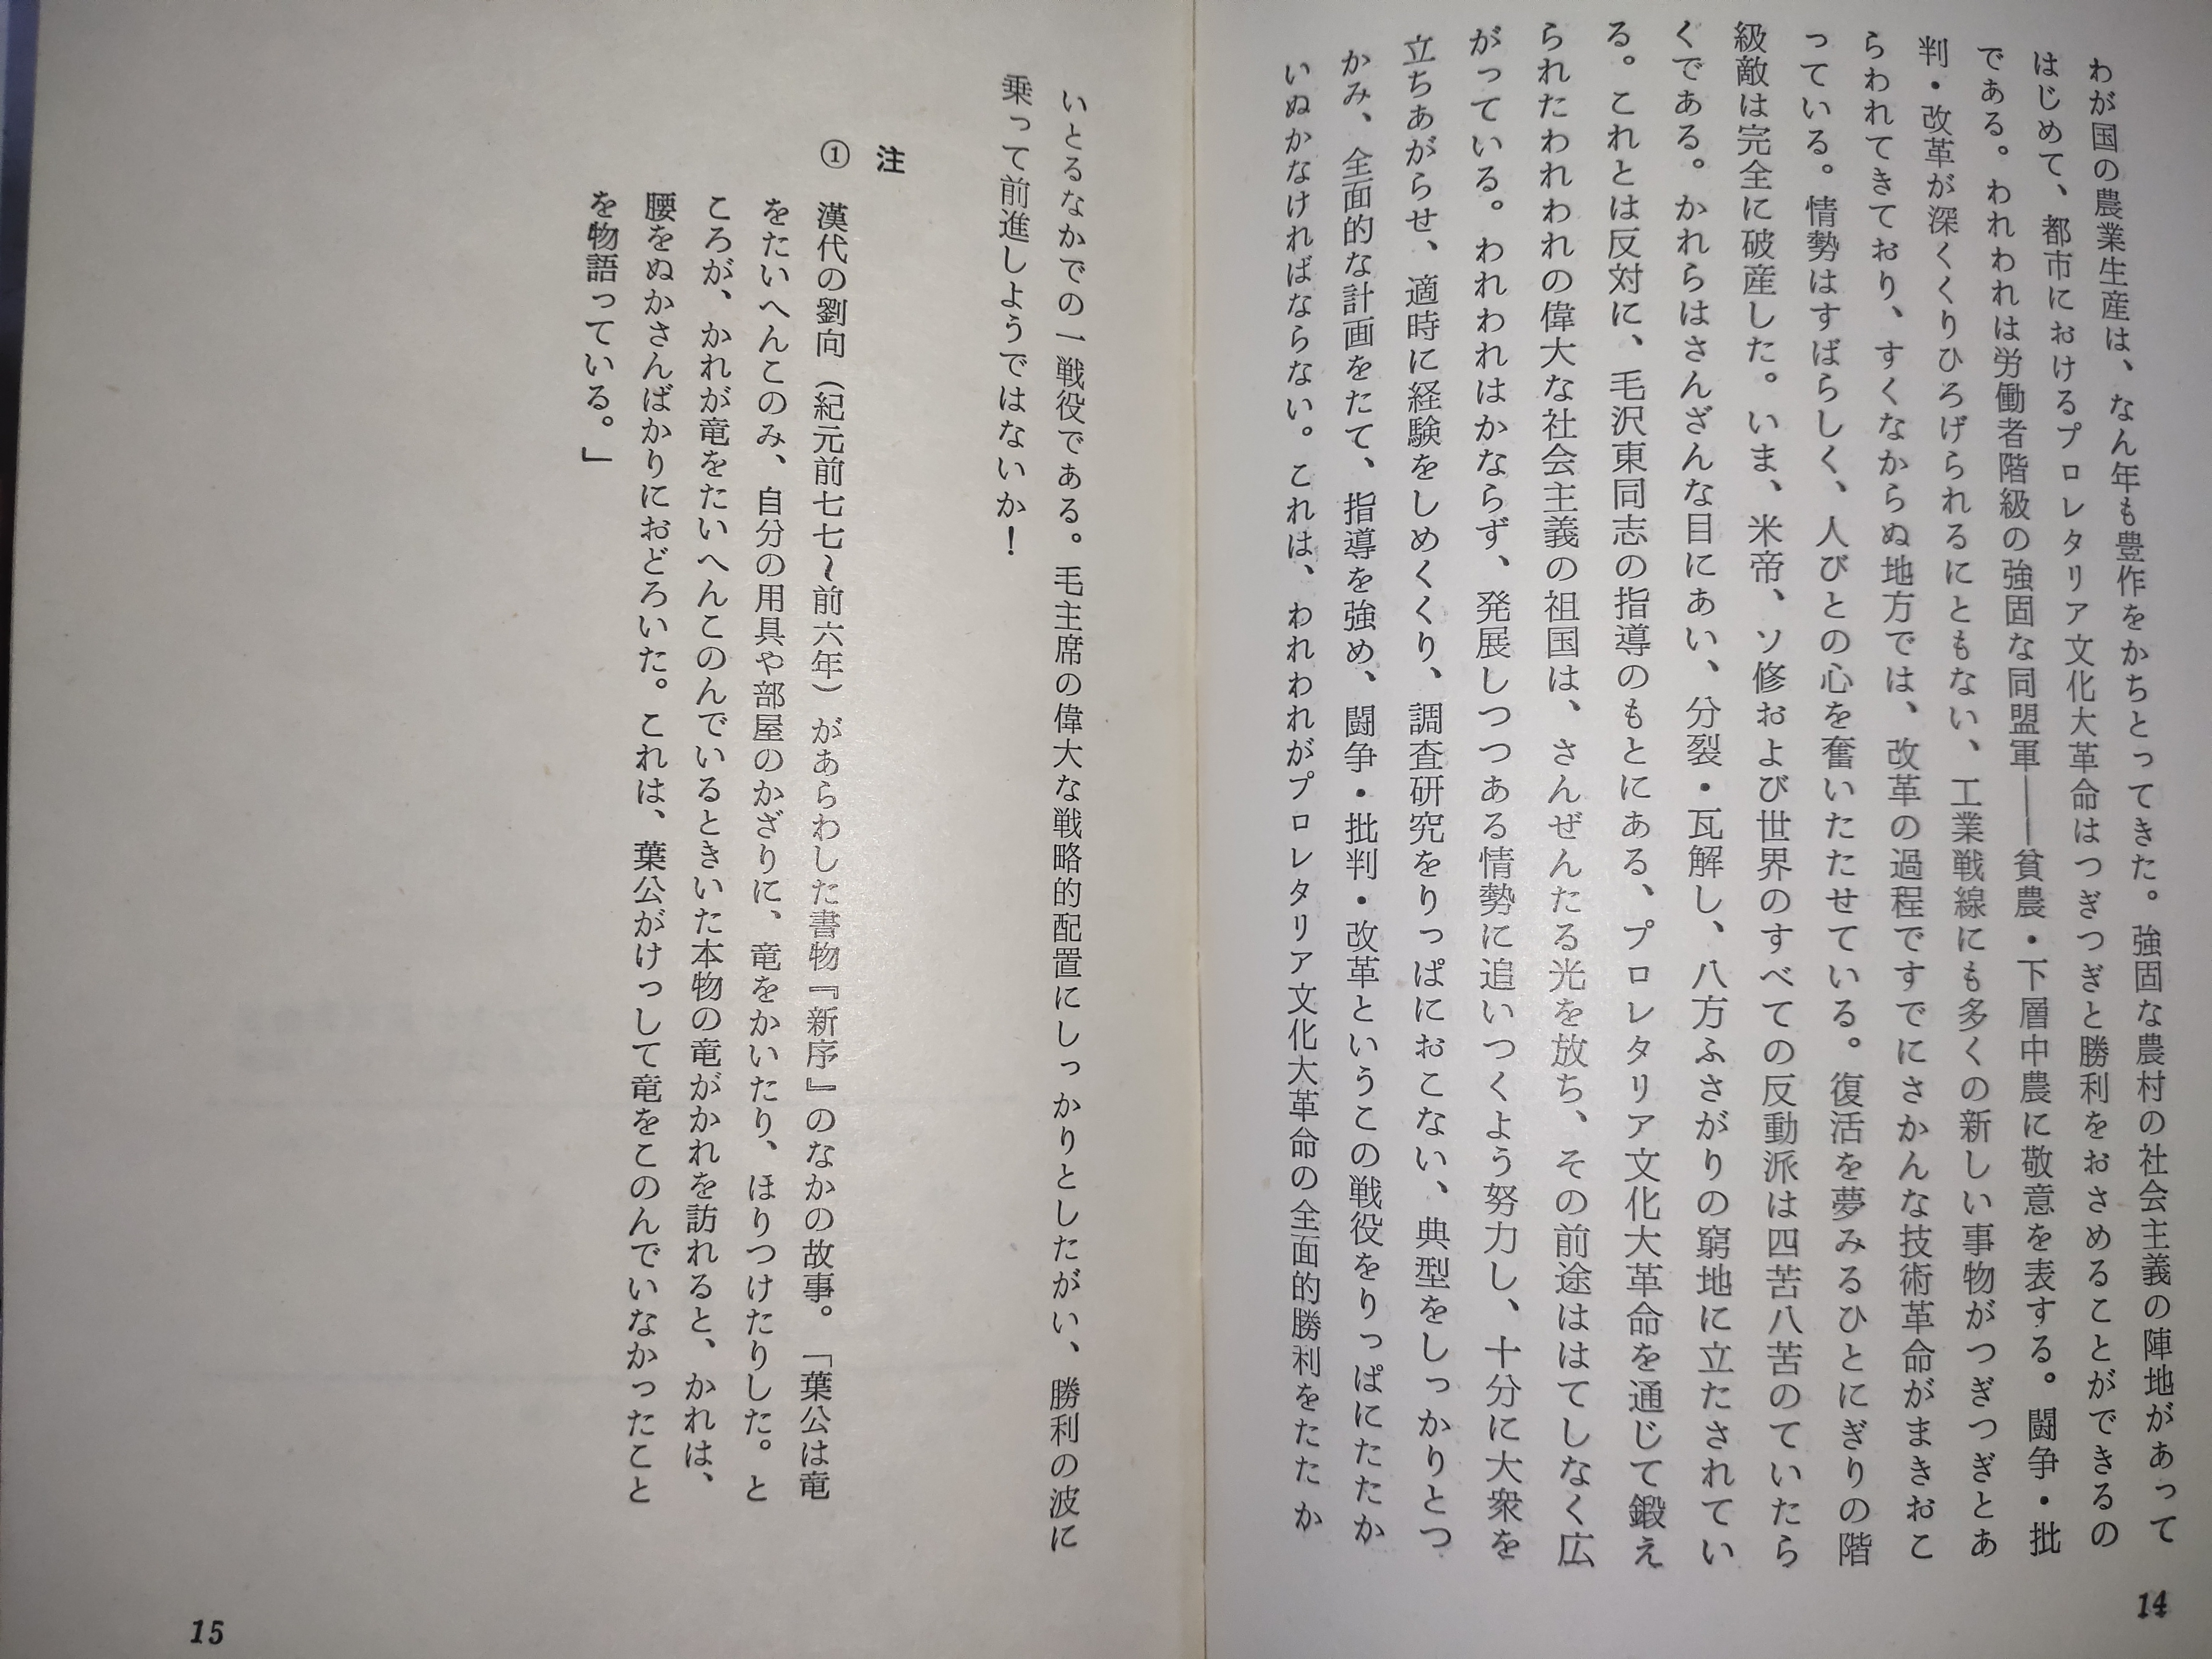 わが国の農業生産は、なん年も豊作をかちとってきた。強固な農村の社会主義の陣地があって
はじめて、都市におけるプロレタリア文化大革命はつぎつぎと勝利をおさめることができるの
である。われわれは労働者階級の強固な同盟軍――貧農・下層中農に敬意を表する。闘争・批
判・改革が深くくりひろげられるにともない、工業戦線にも多くの新しい事物がつぎつぎとあ
らわれてきており、すくなからぬ地方では、改革の過程ですでにさかんな技術革命がまきおこ
っている。情勢はすばらしく、人びとの心を奮いたたせている。復活を夢みるひとにぎりの階
級敵は完全に破産した。いま、米帝、ソ修および世界のすべての反動派は四苦八苦のていたら
くである。かれらはさんざんな目にあい、分裂・瓦解し、八方ふさがりの窮地に立たされてい
る。これとは反対に、毛沢東同志の指導のもとにある、プロレタリア文化大革命を通じて鍛え
られたわれわれの偉大な社会主義の祖国は、さんぜんたる光を放ち、その前途ははてしなく広
がっている。われわれはかならず、発展しつつある情勢に追いつくよう努力し、十分に大衆を
立ちあがらせ、適時に経験をしめくくり、調査研究をりっぱにおこない、典型をしっかりとつ
かみ、全面的な計画をたて、指導を強め、闘争・批判・改革というこの戦役をりっぱにたたか
いぬかなければならない。これは、われわれがプロレタリア文化大革命の全面的勝利をたたか
14
いとるなかでの一戦役である。毛主席の偉大な戦略的配置にしっかりとしたがい、勝利の波に
乗って前進しようではないか！
注
① 漢代の劉向（紀元前七七～前六年）があらわした書物『新序』のなかの故事。「葉公は竜
をたいへんこのみ、自分の用具や部屋のかざりに、竜をかいたり、ほりつけたりした。と
ころが、かれが竜をたいへんこのんでいるときいた本物の竜がかれを訪れると、かれは、
腰をぬかさんばかりにおどろいた。これは、葉公がけっして竜をこのんでいなかったこと
を物語っている。」
15